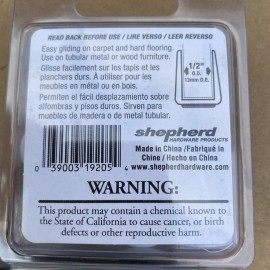 READ BACK BEFORE USE / LIRE VERSO / LEER REVERSO
Easy gliding on carpet and hard flooring.
Use on tubular metal or wood furniture.
Glisse facilement sur les tapis et les
planchers durs. À utiliser pour les
meubles en métal ou en bois.
Permiten el fácil desplazamiento sobre
alfombras y pisos duros. Sirven para
muebles de madera o de metal tubular.
1/2"
O.D.
13mm D.E.
shepherd
HARDWARE PRODUCTS
Made in China / Fabriqué en
Chine / Hecho en China
www.shepherdhardware.com
0 39003 19205 4
WARNING:
This product may contain a chemical known to
the State of California to cause cancer, or birth
defects or other reproductive harm.